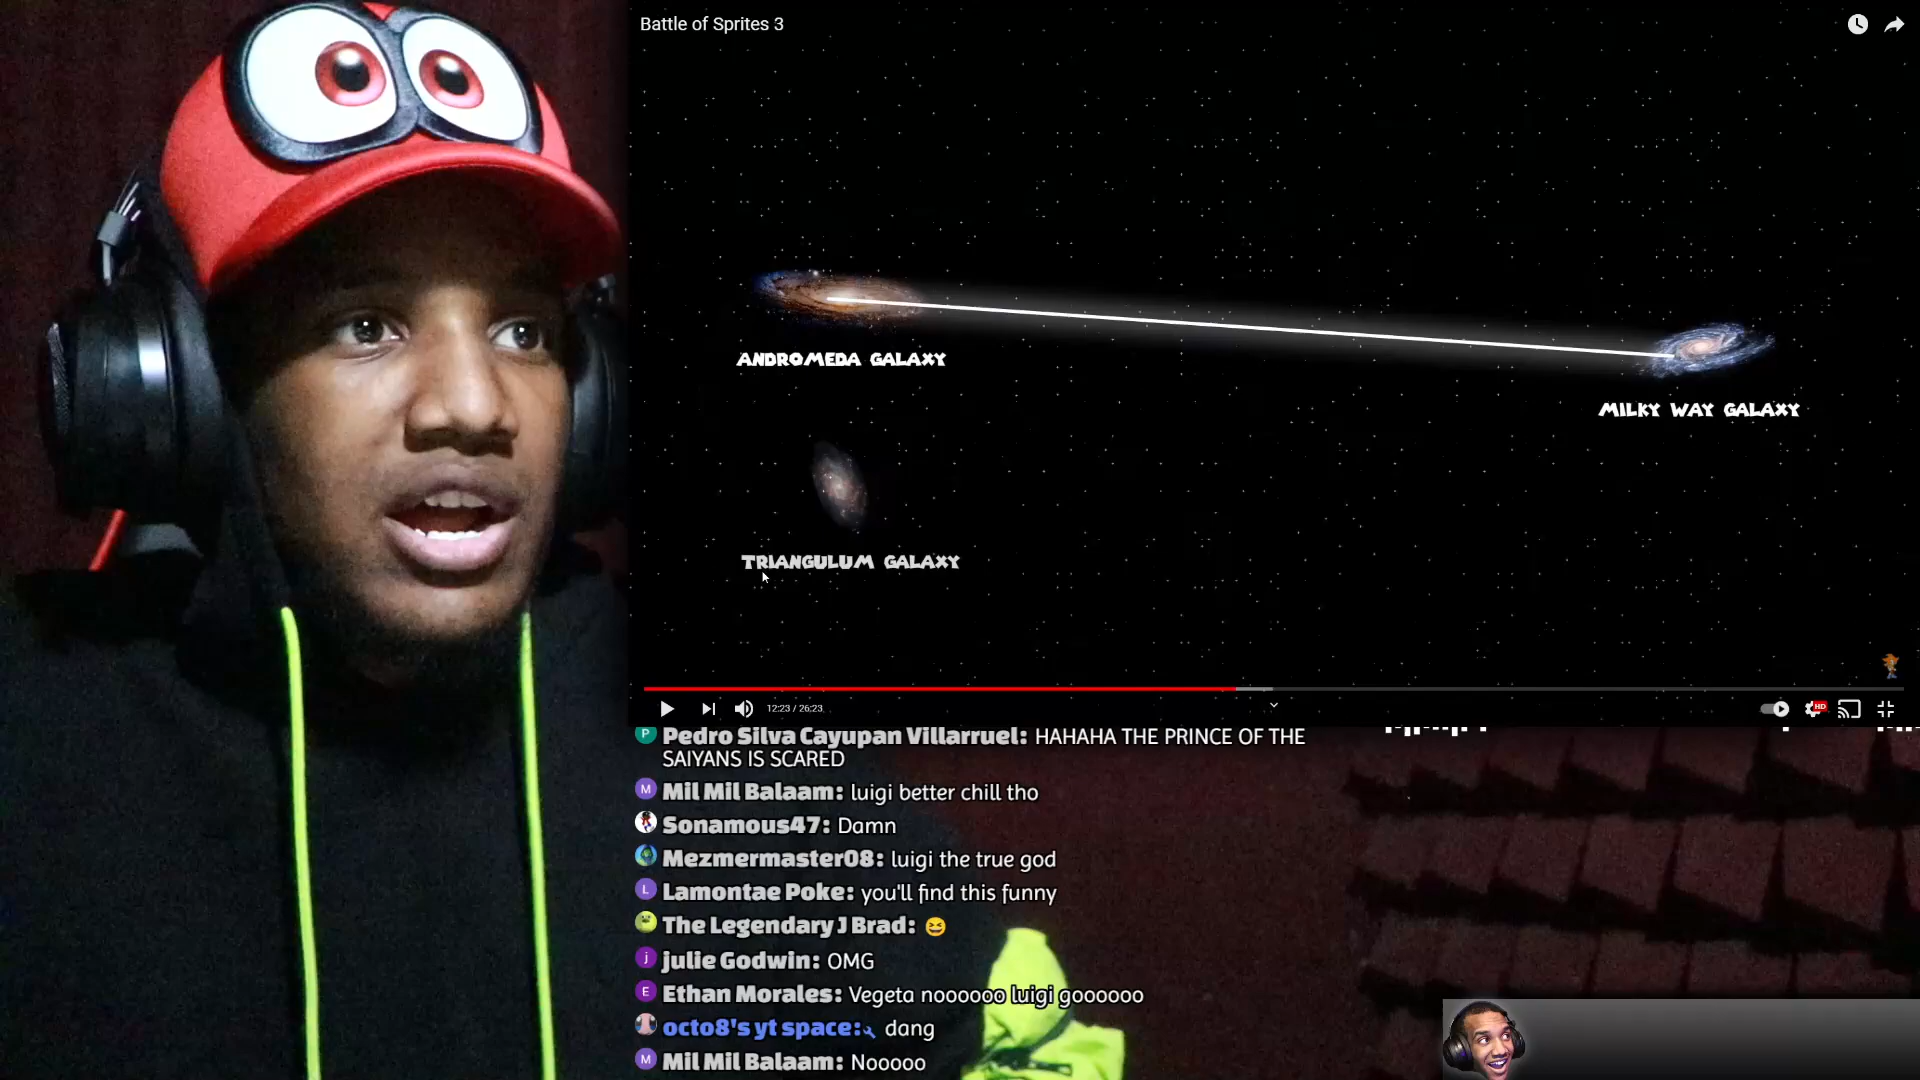 Battle of Sprites 3
ANDROMEDA GALAXY
MILKY WAY GALAXY
TRIANGULUM GALAXY
12:23 / 26:23
HD
P Pedro Silva Cayupan Villarruel: HAHAHA THE PRINCE OF THE
SAIYANS IS SCARED
M Mil Mil Balaam: luigi better chill tho
Sonamous47: Damn
Mezmermaster08: luigi the true god
L Lamontae Poke: you'll find this funny
The Legendary J Brad: 😆
j julie Godwin: OMG
E Ethan Morales: Vegeta noooooo luigi goooooo
octo8's yt space: dang
M Mil Mil Balaam: Nooooo